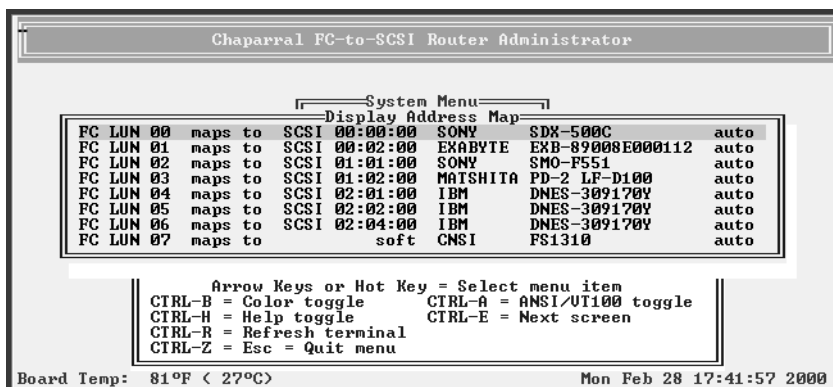 Chaparral FC-to-SCSI Router Administrator
System Menu
Display Address Map
FC LUN 00 maps to SCSI 00:00:00 SONY SDX-500C auto
FC LUN 01 maps to SCSI 00:02:00 EXABYTE EXB-89008E000112 auto
FC LUN 02 maps to SCSI 01:01:00 SONY SMO-F551 auto
FC LUN 03 maps to SCSI 01:02:00 MATSHITA PD-2 LF-D100 auto
FC LUN 04 maps to SCSI 02:01:00 IBM DNES-309170Y auto
FC LUN 05 maps to SCSI 02:02:00 IBM DNES-309170Y auto
FC LUN 06 maps to SCSI 02:04:00 IBM DNES-309170Y auto
FC LUN 07 maps to soft CNSI FS1310 auto
Arrow Keys or Hot Key = Select menu item
CTRL-B = Color toggle CTRL-A = ANSI/VT100 toggle
CTRL-H = Help toggle CTRL-E = Next screen
CTRL-R = Refresh terminal
CTRL-Z = Esc = Quit menu
Board Temp: 81ºF ( 27ºC) Mon Feb 28 17:41:57 2000